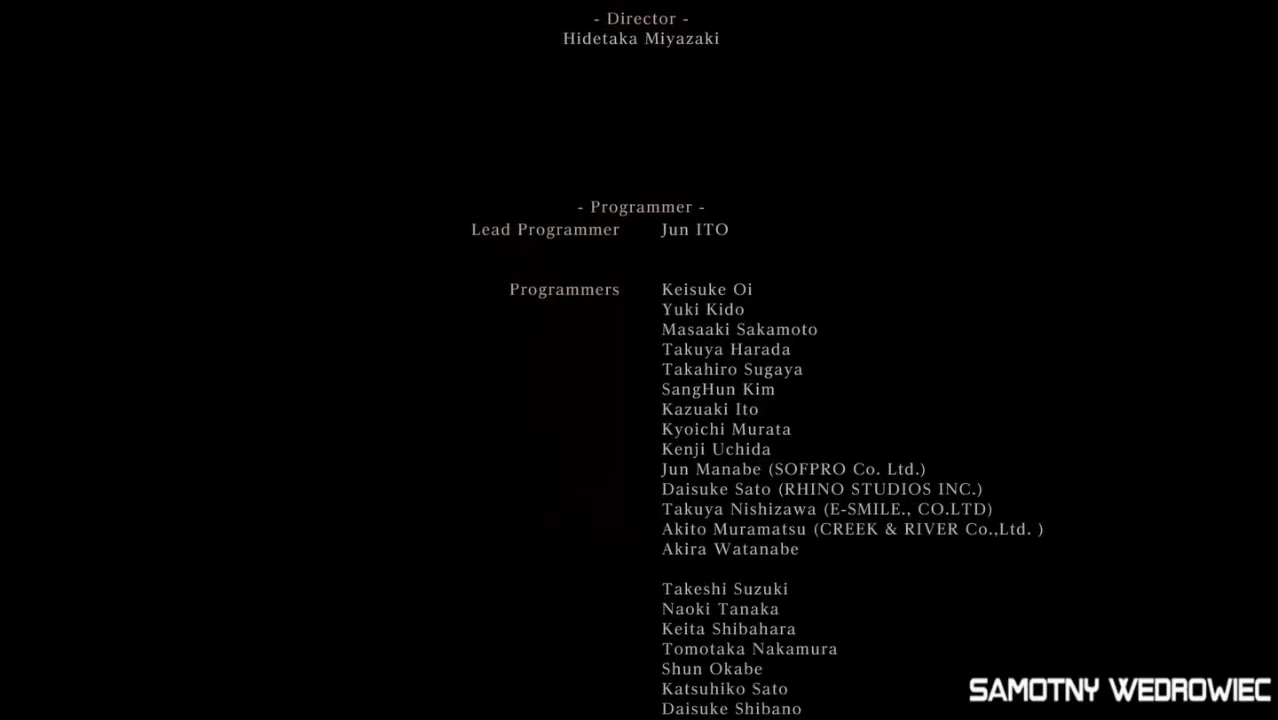 - Director -
Hidetaka Miyazaki
- Programmer -
Lead Programmer Jun ITO
Programmers Keisuke Oi
Yuki Kido
Masaaki Sakamoto
Takuya Harada
Takahiro Sugaya
SangHun Kim
Kazuaki Ito
Kyoichi Murata
Kenji Uchida
Jun Manabe (SOFPRO Co. Ltd.)
Daisuke Sato (RHINO STUDIOS INC.)
Takuya Nishizawa (E-SMILE., CO.LTD)
Akito Muramatsu (CREEK & RIVER Co.,Ltd. )
Akira Watanabe
Takeshi Suzuki
Naoki Tanaka
Keita Shibahara
Tomotaka Nakamura
Shun Okabe
Katsuhiko Sato
Daisuke Shibano
SAMOTNY WEDROWIEC